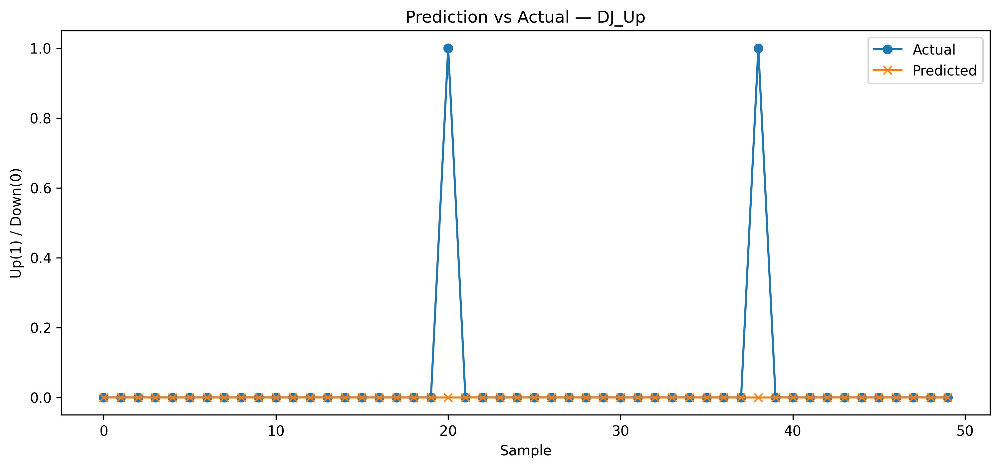 Prediction vs Actual — DJ_Up
Actual
Predicted
Up(1) / Down(0)
1.0
0.8
0.6
0.4
0.2
0.0
0 10 20 30 40 50
Sample